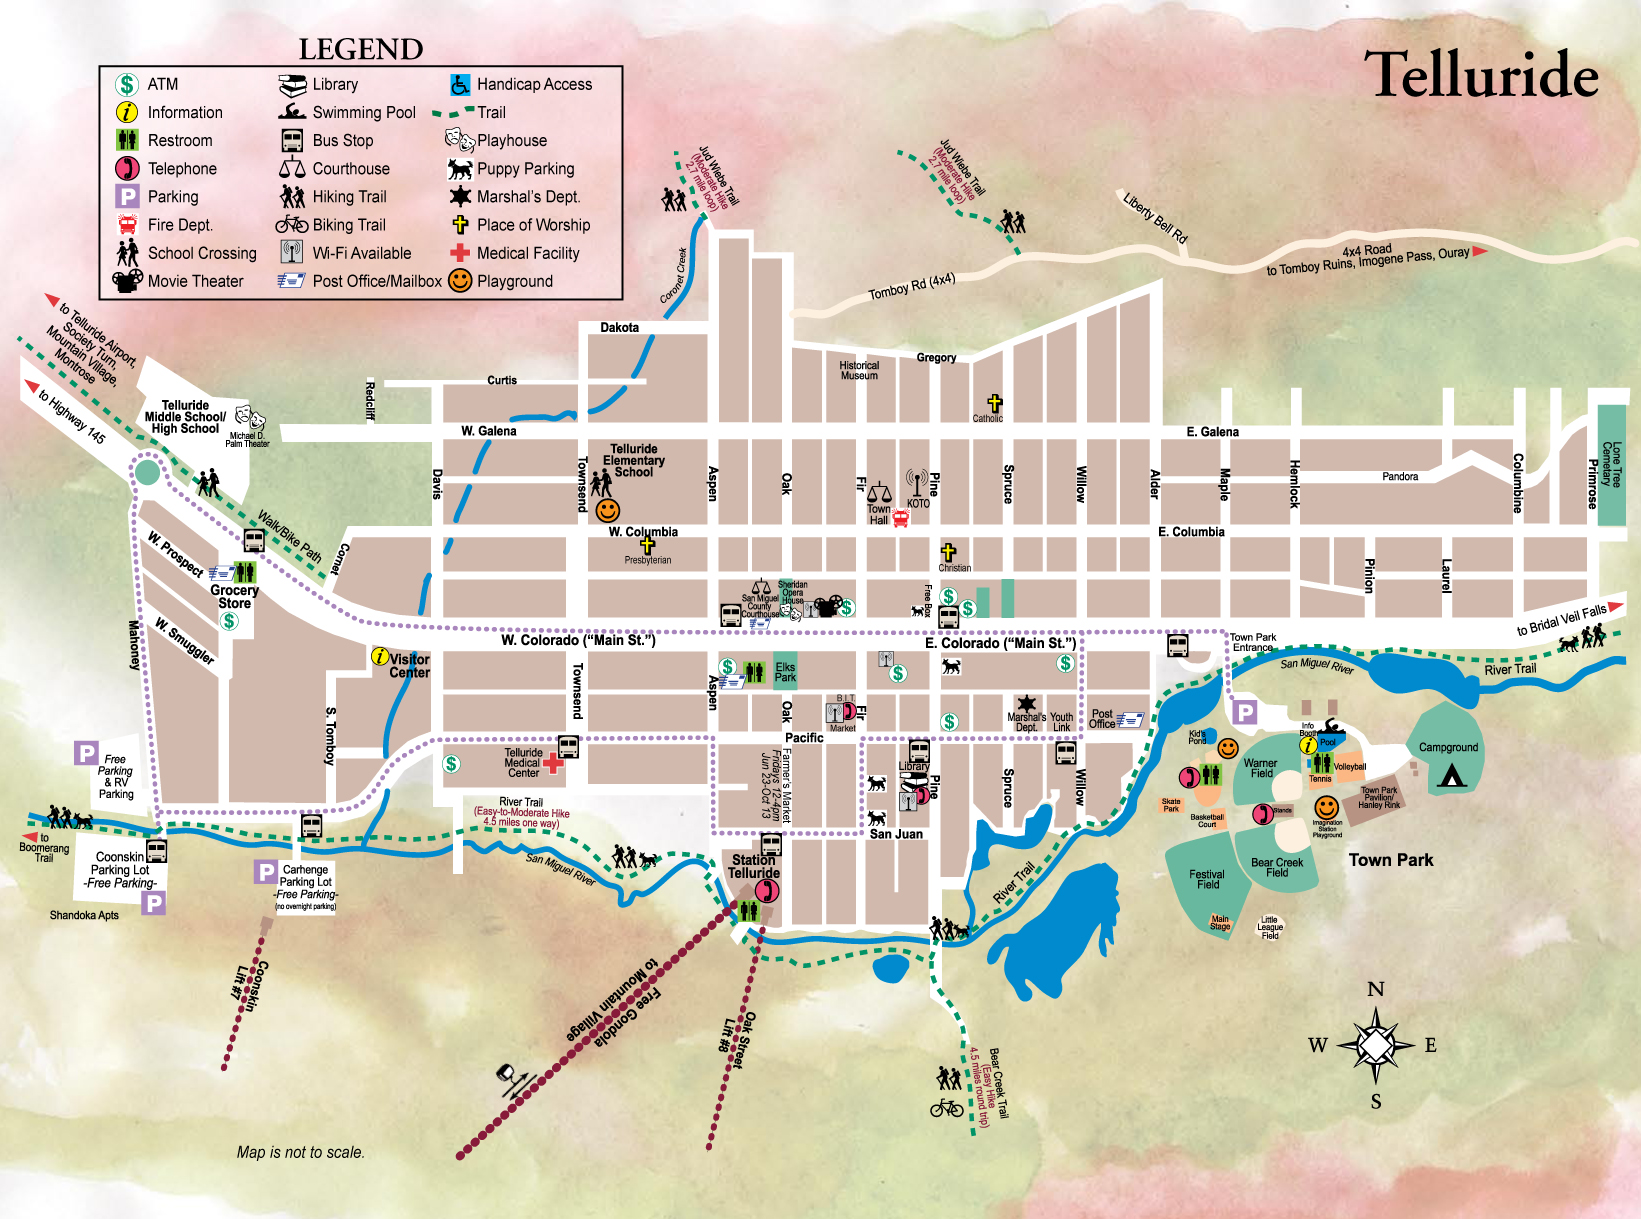 Telluride
LEGEND
ATM
Information
Restroom
Telephone
Parking
Fire Dept.
School Crossing
Movie Theater
Library
Swimming Pool
Bus Stop
Courthouse
Hiking Trail
Biking Trail
Wi-Fi Available
Post Office/Mailbox
Handicap Access
Trail
Playhouse
Puppy Parking
Marshal's Dept.
Place of Worship
Medical Facility
Playground
Jud Wiebe Trail
(Moderate Hike
2.7 mile loop)
Jud Wiebe Trail
(Moderate Hike
2.7 mile loop)
Liberty Bell Rd
4x4 Road
to Tomboy Ruins, Imogene Pass, Ouray
Tomboy Rd (4x4)
Coronet Creek
to Telluride Airport,
Society Turn,
Mountain Village,
Montrose
to Highway 145
Dakota
Gregory
Historical
Museum
Curtis
Redcliff
Catholic
Telluride
Middle School/
High School
Michael D.
Palm Theater
W. Galena
E. Galena
Telluride
Elementary
School
Davis
Townsend
Aspen
Oak
Fir
Pine
Spruce
Willow
Alder
Maple
Hemlock
Pandora
Columbine
Primrose
Lone Tree
Cemetary
Town
Hall
KOTO
W. Columbia
E. Columbia
Presbyterian
Christian
Walk/Bike Path
Cornet
W. Prospect
Grocery
Store
W. Smuggler
Mahoney
San Miguel
County
Courthouse
Sheridan
Opera
House
Free Box
Pinion
Laurel
to Bridal Veil Falls
W. Colorado ("Main St.")
E. Colorado ("Main St.")
Town Park
Entrance
San Miguel River
River Trail
Visitor
Center
S. Tomboy
Townsend
Aspen
Elks
Park
Oak
B I T
Market
Fir
Marshal's
Dept.
Youth
Link
Post
Office
Pacific
Telluride
Medical
Center
Farmer's Market
Fridays 12-4pm
Jun 23-Oct 13
Library
Pine
Spruce
Willow
San Juan
Free
Parking
& RV
Parking
River Trail
(Easy-to-Moderate Hike
4.5 miles one way)
San Miguel River
to
Boomerang
Trail
Coonskin
Parking Lot
-Free Parking-
Shandoka Apts
Carhenge
Parking Lot
-Free Parking-
(no overnight parking)
Station
Telluride
River Trail
Kid's
Pond
Info
Booth
Pool
Warner
Field
Tennis
Volleyball
Campground
Skate
Park
Basketball
Court
Stands
Imagination
Station
Playground
Town Park
Pavilion/
Hanley Rink
Town Park
Festival
Field
Bear Creek
Field
Main
Stage
Little
League
Field
Coonskin
Lift #7
Free Gondola
to Mountain Village
Oak Street
Lift #8
Bear Creek Trail
(Easy Hike
4.5 miles round trip)
N
W
E
S
Map is not to scale.